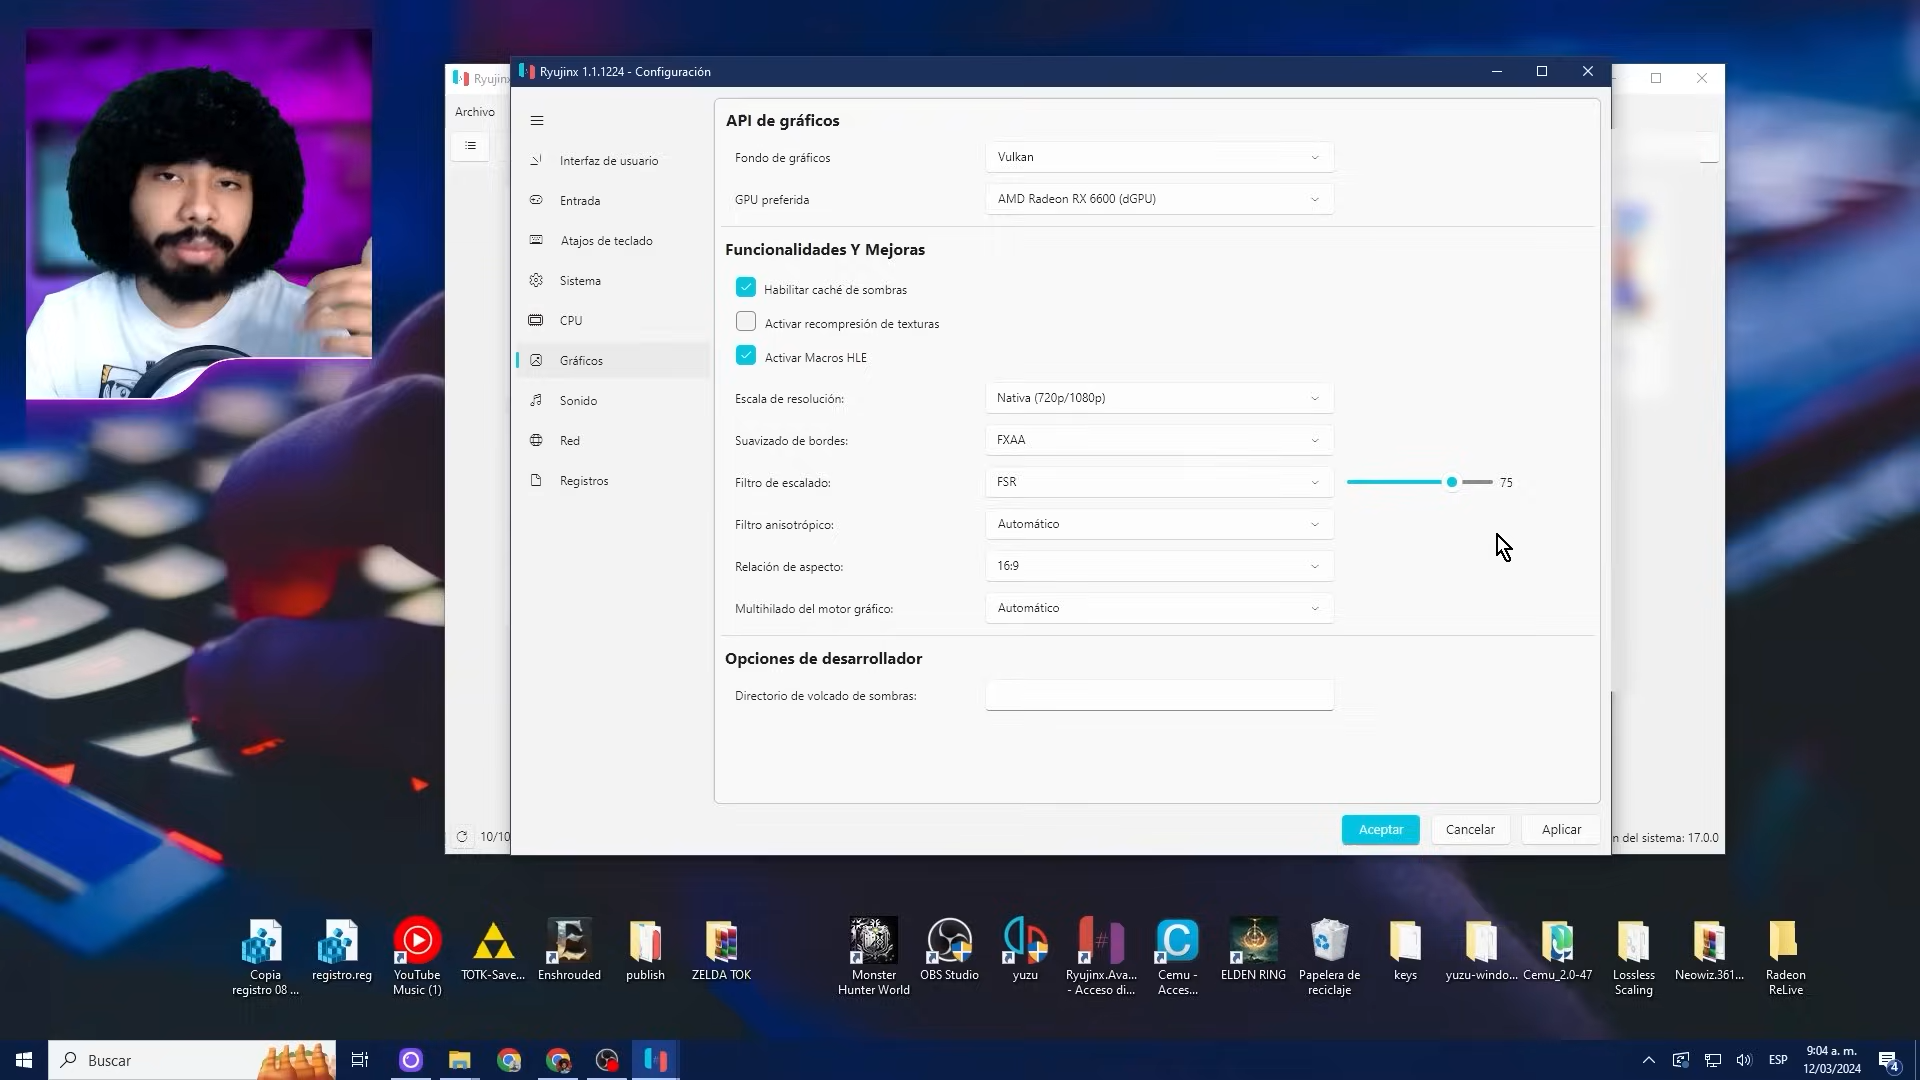 Ryujinx
Ryujinx 1.1.1224 - Configuración
Archivo
Interfaz de usuario
Entrada
Atajos de teclado
Sistema
CPU
Gráficos
Sonido
Red
Registros
API de gráficos
Fondo de gráficos
Vulkan
GPU preferida
AMD Radeon RX 6600 (dGPU)
Funcionalidades Y Mejoras
Habilitar caché de sombras
Activar recompresión de texturas
Activar Macros HLE
Escala de resolución:
Nativa (720p/1080p)
Suavizado de bordes:
FXAA
Filtro de escalado:
FSR
75
Filtro anisotrópico:
Automático
Relación de aspecto:
16:9
Multihilado del motor gráfico:
Automático
Opciones de desarrollador
Directorio de volcado de sombras:
Aceptar
Cancelar
Aplicar
10/10
n del sistema: 17.0.0
Copia
registro 08 ...
registro.reg
YouTube
Music (1)
TOTK-Save...
Enshrouded
publish
ZELDA TOK
Monster
Hunter World
OBS Studio
yuzu
Ryujinx.Ava...
- Acceso di...
Cemu -
Acces...
ELDEN RING
Papelera de
reciclaje
keys
yuzu-windo...
Cemu_2.0-47
Lossless
Scaling
Neowiz.361...
Radeon
ReLive
Buscar
ESP
9:04 a. m.
12/03/2024
4